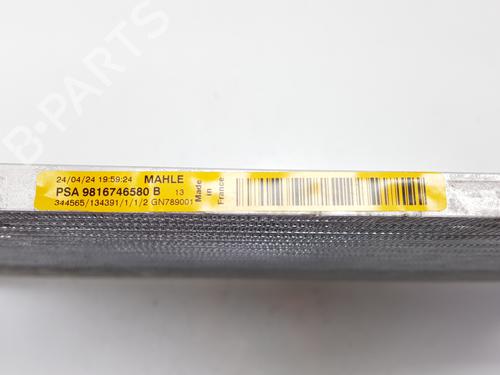 24/04/24 19:59:24 MAHLE
PSA 9816746580 B 13
344565/134391/1/1/2 GN789001
Made in France
B-PARTS